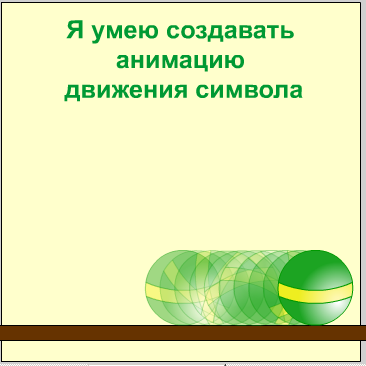 Я умею создавать
анимацию
движения символа